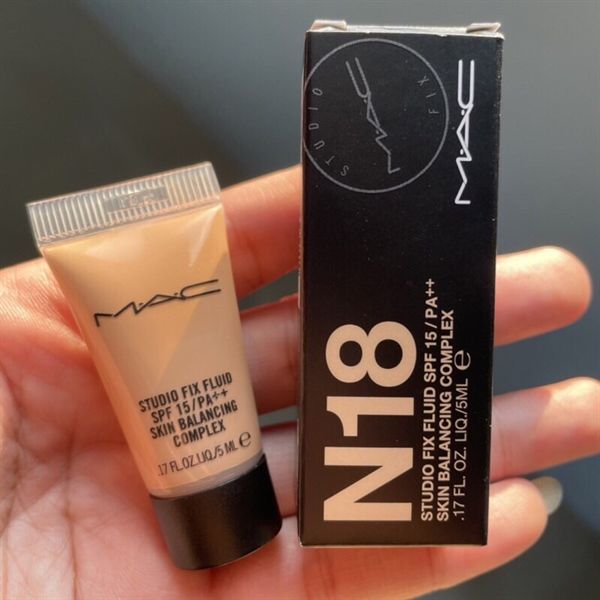 M·A·C
STUDIO FIX FLUID
SPF 15/PA++
SKIN BALANCING
COMPLEX
.17 FL.OZ.LIQ./5 ML e
STUDIO FIX
M·A·C
M·A·C
N18
STUDIO FIX FLUID SPF 15 / PA++
SKIN BALANCING COMPLEX
.17 FL. OZ. LIQ./5ML e